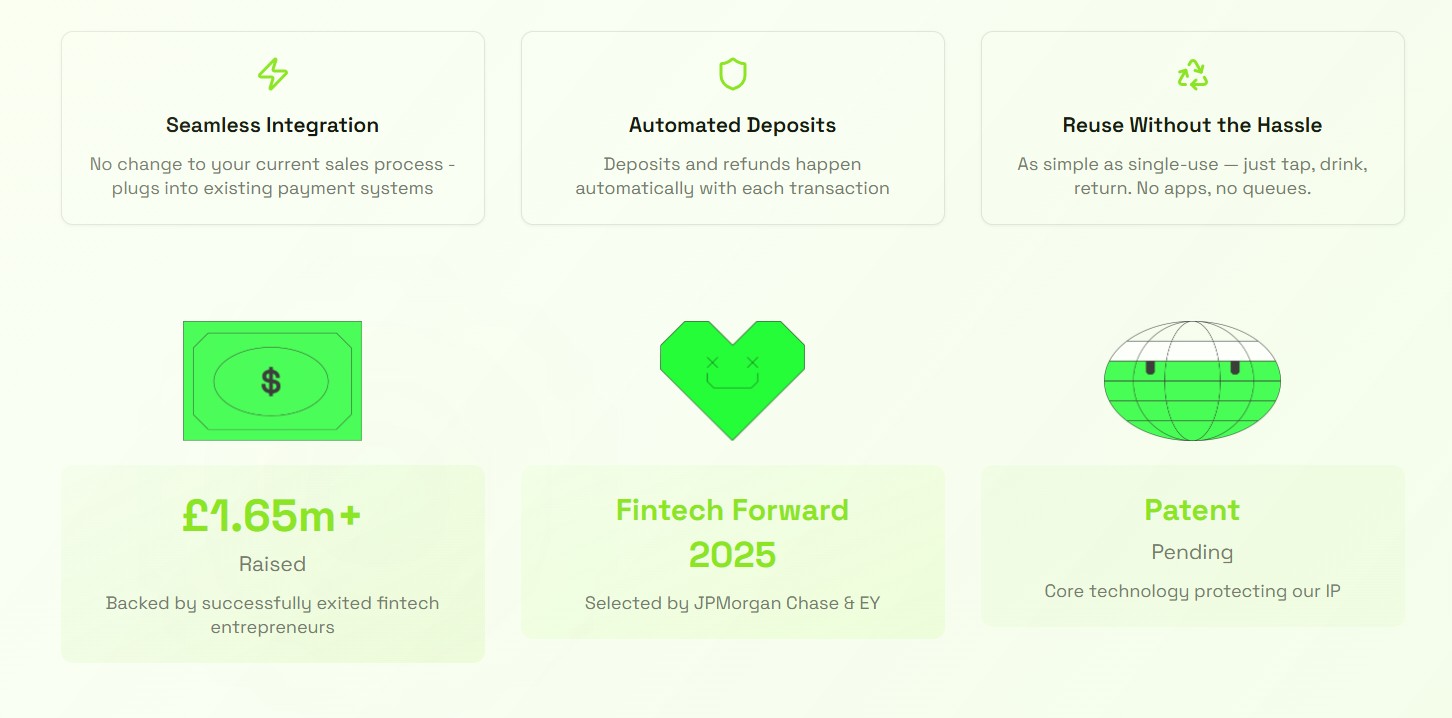 Seamless Integration
No change to your current sales process -
plugs into existing payment systems
Automated Deposits
Deposits and refunds happen
automatically with each transaction
Reuse Without the Hassle
As simple as single-use — just tap, drink,
return. No apps, no queues.
$
£1.65m+
Raised
Backed by successfully exited fintech
entrepreneurs
Fintech Forward
2025
Selected by JPMorgan Chase & EY
Patent
Pending
Core technology protecting our IP